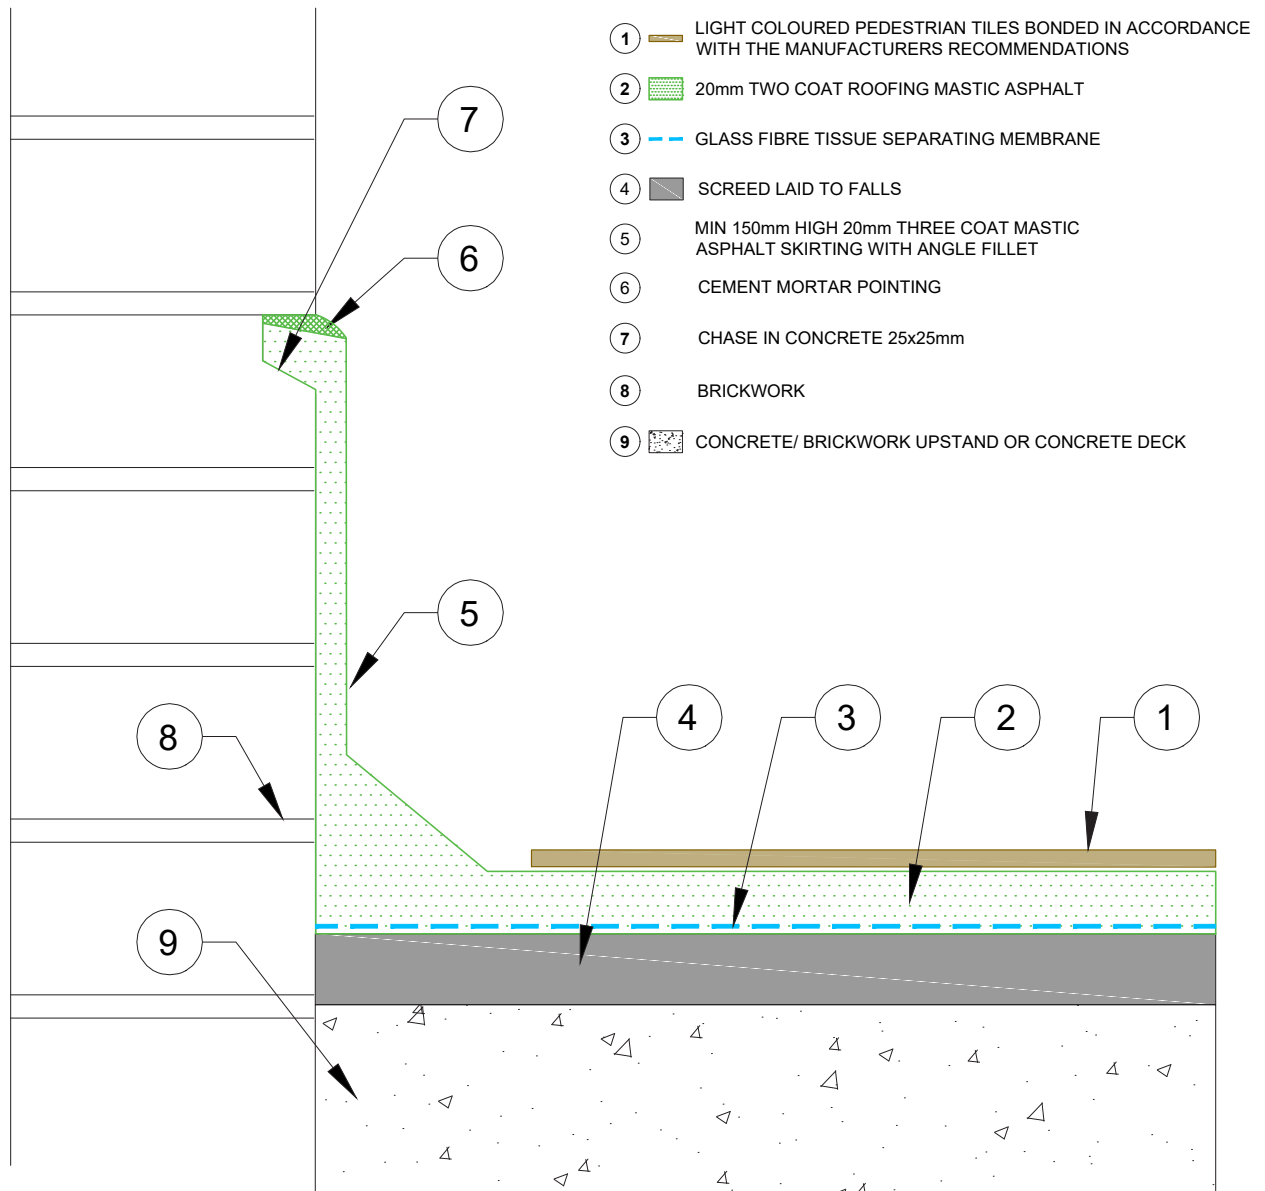 1 LIGHT COLOURED PEDESTRIAN TILES BONDED IN ACCORDANCE
WITH THE MANUFACTURERS RECOMMENDATIONS
2 20mm TWO COAT ROOFING MASTIC ASPHALT
3 GLASS FIBRE TISSUE SEPARATING MEMBRANE
4 SCREED LAID TO FALLS
5 MIN 150mm HIGH 20mm THREE COAT MASTIC
ASPHALT SKIRTING WITH ANGLE FILLET
6 CEMENT MORTAR POINTING
7 CHASE IN CONCRETE 25x25mm
8 BRICKWORK
9 CONCRETE/ BRICKWORK UPSTAND OR CONCRETE DECK
7
6
5
8
4
3
2
1
9